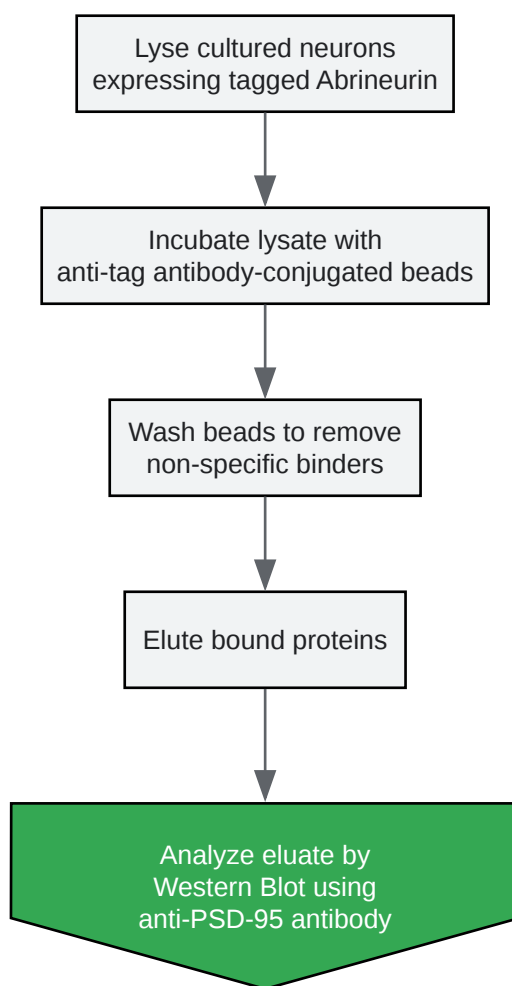 Lyse cultured neurons
expressing tagged Abrineurin
Incubate lysate with
anti-tag antibody-conjugated beads
Wash beads to remove
non-specific binders
Elute bound proteins
Analyze eluate by
Western Blot using
anti-PSD-95 antibody